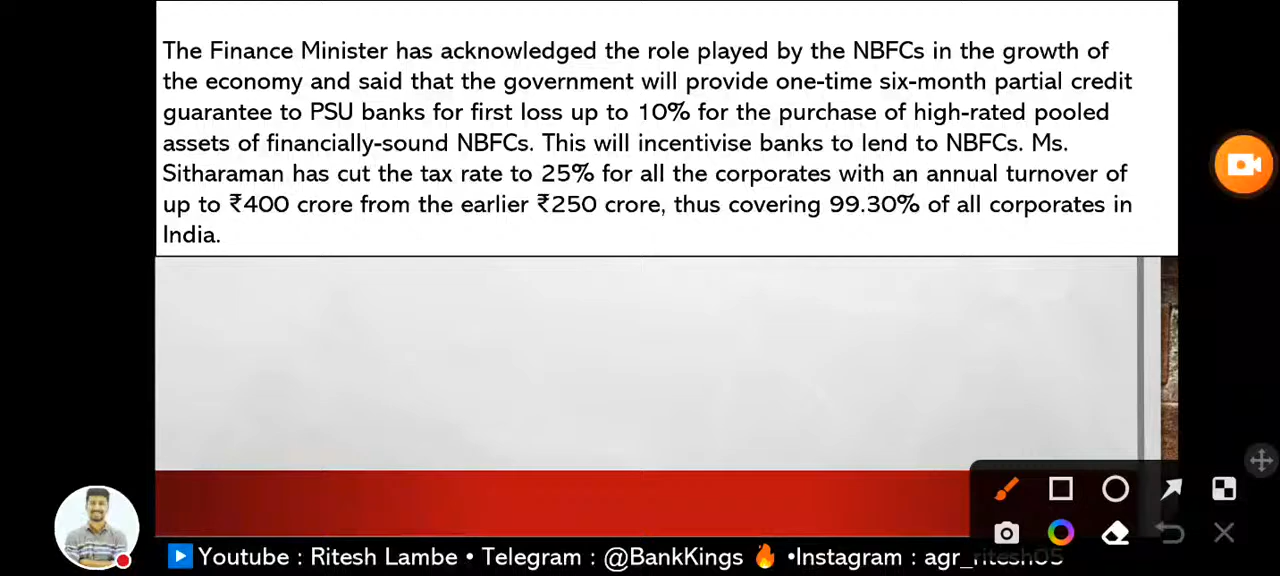 The Finance Minister has acknowledged the role played by the NBFCs in the growth of
the economy and said that the government will provide one-time six-month partial credit
guarantee to PSU banks for first loss up to 10% for the purchase of high-rated pooled
assets of financially-sound NBFCs. This will incentivise banks to lend to NBFCs. Ms.
Sitharaman has cut the tax rate to 25% for all the corporates with an annual turnover of
up to ₹400 crore from the earlier ₹250 crore, thus covering 99.30% of all corporates in
India.
Youtube : Ritesh Lambe • Telegram : @BankKings 🔥 •Instagram : agr_ritesh05